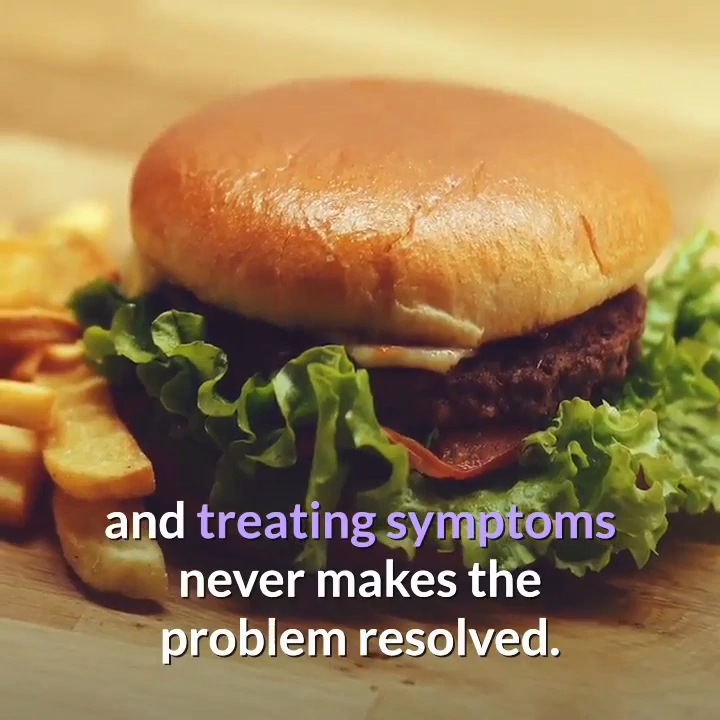 and treating symptoms
never makes the
problem resolved.